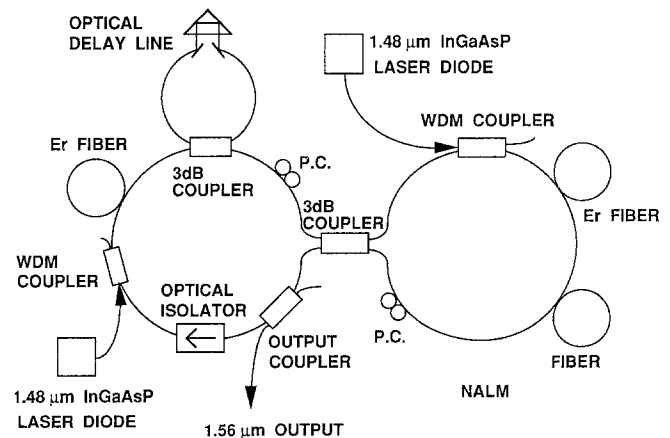 OPTICAL
DELAY LINE
1.48 μm InGaAsP
LASER DIODE
WDM COUPLER
Er FIBER
3dB
COUPLER
P.C.
3dB
COUPLER
Er FIBER
WDM
COUPLER
OPTICAL
ISOLATOR
OUTPUT
COUPLER
P.C.
FIBER
1.48 μm InGaAsP
LASER DIODE
1.56 μm OUTPUT
NALM